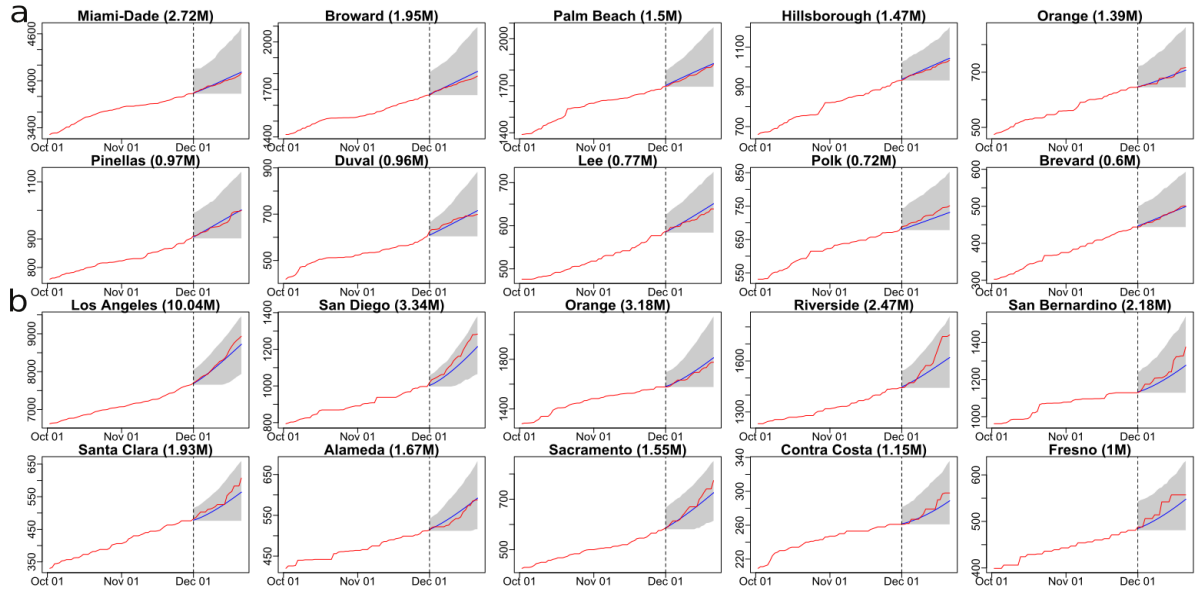 a
Miami-Dade (2.72M)
4600
4000
3400
Oct 01 Nov 01 Dec 01
Broward (1.95M)
2000
1700
1400
Oct 01 Nov 01 Dec 01
Palm Beach (1.5M)
2000
1700
1400
Oct 01 Nov 01 Dec 01
Hillsborough (1.47M)
1100
900
700
Oct 01 Nov 01 Dec 01
Orange (1.39M)
700
500
Oct 01 Nov 01 Dec 01
Pinellas (0.97M)
1100
900
800
Oct 01 Nov 01 Dec 01
Duval (0.96M)
900
700
500
Oct 01 Nov 01 Dec 01
Lee (0.77M)
700
600
500
Oct 01 Nov 01 Dec 01
Polk (0.72M)
850
750
650
550
Oct 01 Nov 01 Dec 01
Brevard (0.6M)
600
500
400
300
Oct 01 Nov 01 Dec 01
b
Los Angeles (10.04M)
9000
8000
7000
Oct 01 Nov 01 Dec 01
San Diego (3.34M)
1400
1200
1000
800
Oct 01 Nov 01 Dec 01
Orange (3.18M)
1800
1400
Oct 01 Nov 01 Dec 01
Riverside (2.47M)
1600
1300
Oct 01 Nov 01 Dec 01
San Bernardino (2.18M)
1400
1200
1000
Oct 01 Nov 01 Dec 01
Santa Clara (1.93M)
650
550
450
350
Oct 01 Nov 01 Dec 01
Alameda (1.67M)
650
550
450
Oct 01 Nov 01 Dec 01
Sacramento (1.55M)
700
500
Oct 01 Nov 01 Dec 01
Contra Costa (1.15M)
340
300
260
220
Oct 01 Nov 01 Dec 01
Fresno (1M)
600
500
400
Oct 01 Nov 01 Dec 01